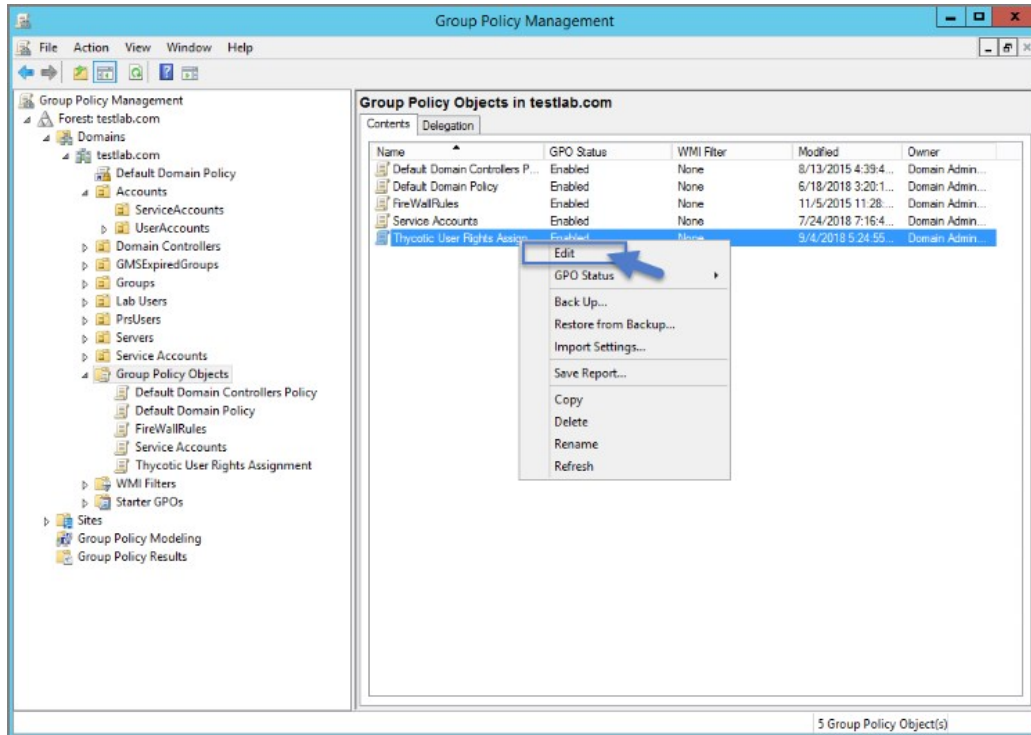 Group Policy Management
File Action View Window Help
Group Policy Management
Forest: testlab.com
Domains
testlab.com
Default Domain Policy
Accounts
ServiceAccounts
UserAccounts
Domain Controllers
GMSExpiredGroups
Groups
Lab Users
PrsUsers
Servers
Service Accounts
Group Policy Objects
Default Domain Controllers Policy
Default Domain Policy
FireWallRules
Service Accounts
Thycotic User Rights Assignment
WMI Filters
Starter GPOs
Sites
Group Policy Modeling
Group Policy Results
Group Policy Objects in testlab.com
Contents Delegation
Name GPO Status WMI Filter Modified Owner
Default Domain Controllers P... Enabled None 8/13/2015 4:39:4... Domain Admin...
Default Domain Policy Enabled None 6/18/2018 3:20:1... Domain Admin...
FireWallRules Enabled None 11/5/2015 11:28:... Domain Admin...
Service Accounts Enabled None 7/24/2018 7:16:4... Domain Admin...
Thycotic User Rights Assign... Enabled None 9/4/2018 5:24:55... Domain Admin...
Edit
GPO Status
Back Up...
Restore from Backup...
Import Settings...
Save Report...
Copy
Delete
Rename
Refresh
5 Group Policy Object(s)